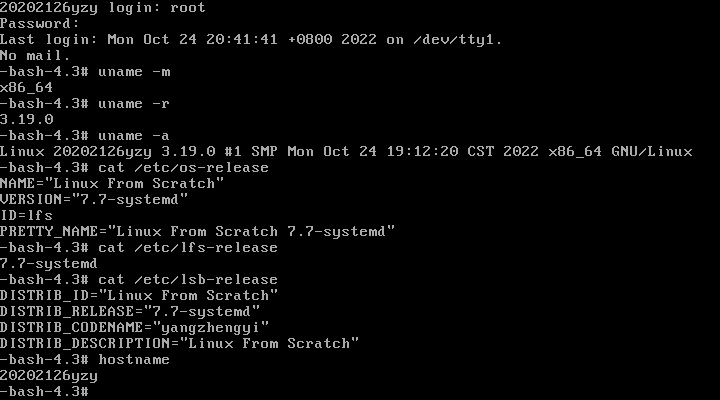 20202126yzy login: root
Password:
Last login: Mon Oct 24 20:41:41 +0800 2022 on /dev/tty1.
No mail.
-bash-4.3# uname -m
x86_64
-bash-4.3# uname -r
3.19.0
-bash-4.3# uname -a
Linux 20202126yzy 3.19.0 #1 SMP Mon Oct 24 19:12:20 CST 2022 x86_64 GNU/Linux
-bash-4.3# cat /etc/os-release
NAME="Linux From Scratch"
VERSION="7.7-systemd"
ID=lfs
PRETTY_NAME="Linux From Scratch 7.7-systemd"
-bash-4.3# cat /etc/lfs-release
7.7-systemd
-bash-4.3# cat /etc/lsb-release
DISTRIB_ID="Linux From Scratch"
DISTRIB_RELEASE="7.7-systemd"
DISTRIB_CODENAME="yangzhengyi"
DISTRIB_DESCRIPTION="Linux From Scratch"
-bash-4.3# hostname
20202126yzy
-bash-4.3#